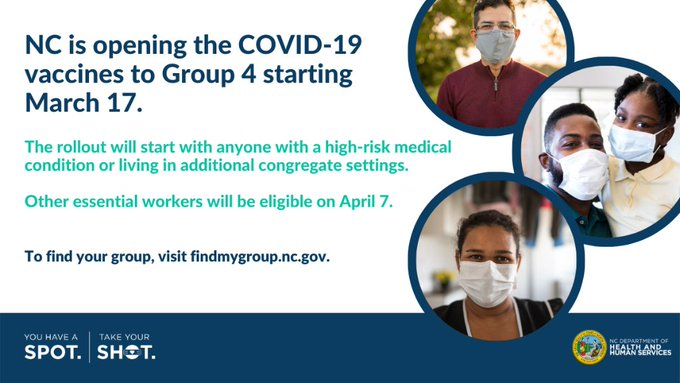 NC is opening the COVID-19
vaccines to Group 4 starting
March 17.
The rollout will start with anyone with a high-risk medical
condition or living in additional congregate settings.
Other essential workers will be eligible on April 7.
To find your group, visit findmygroup.nc.gov.
YOU HAVE A
SPOT.
TAKE YOUR
SHOT.
NC DEPARTMENT OF
HEALTH AND
HUMAN SERVICES